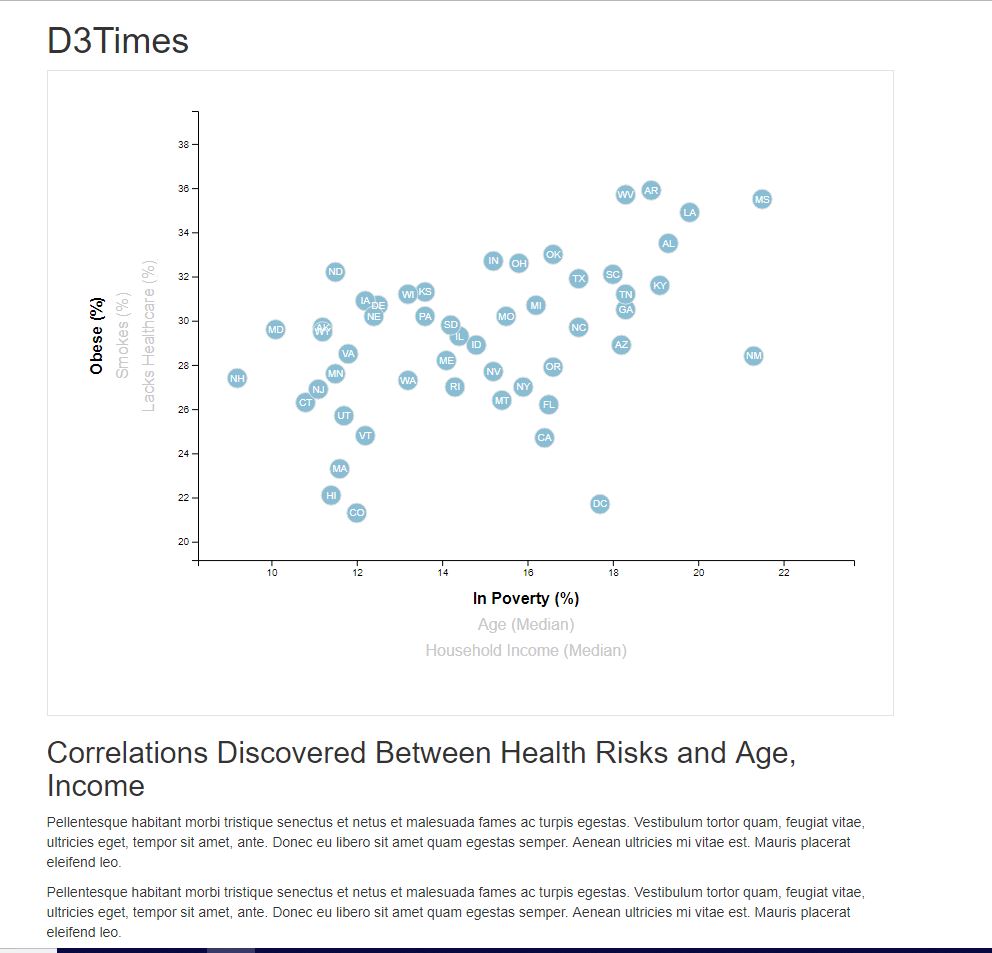 D3Times
38
36
34
32
30
28
26
24
22
20
Obese (%)
Smokes (%)
Lacks Healthcare (%)
WV
AR
MS
LA
AL
OK
IN
OH
ND
SC
TX
KY
KS
WI
TN
IA
DE
MI
GA
NE
PA
MO
SD
MD
AK
WY
NC
IL
ID
AZ
VA
ME
NM
OR
NV
MN
NH
WA
RI
NY
NJ
MT
CT
FL
UT
VT
CA
MA
HI
DC
CO
10 12 14 16 18 20 22
In Poverty (%)
Age (Median)
Household Income (Median)
Correlations Discovered Between Health Risks and Age,
Income
Pellentesque habitant morbi tristique senectus et netus et malesuada fames ac turpis egestas. Vestibulum tortor quam, feugiat vitae,
ultricies eget, tempor sit amet, ante. Donec eu libero sit amet quam egestas semper. Aenean ultricies mi vitae est. Mauris placerat
eleifend leo.
Pellentesque habitant morbi tristique senectus et netus et malesuada fames ac turpis egestas. Vestibulum tortor quam, feugiat vitae,
ultricies eget, tempor sit amet, ante. Donec eu libero sit amet quam egestas semper. Aenean ultricies mi vitae est. Mauris placerat
eleifend leo.